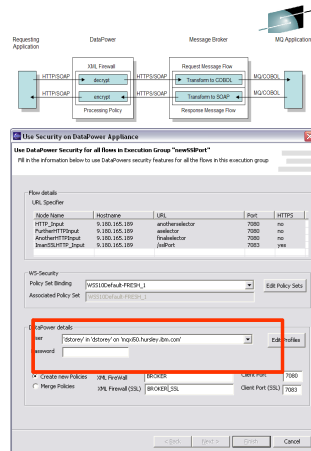 Requesting Application
DataPower
Message Broker
MQ Application
XML Firewall
Request Message Flow
HTTP/SOAP
decrypt
HTTPS/SOAP
Transform to COBOL
MQ/COBOL
HTTP/SOAP
encrypt
HTTPS/SOAP
Transform to SOAP
MQ/COBOL
Processing Policy
Response Message Flow
Use Security on DataPower Appliance
Use DataPower Security for all flows in Execution Group "newSSlPort"
Fill in the information below to use DataPowers security features for all the flows in this execution group
Flow details
URL Specifier
Node Name Hostname URL Port HTTPS
HTTP_Input 9.180.165.189 anotherselector 7080 no
FurtherHTTPInput 9.180.165.189 aselector 7080 no
AnotherHTTPInput 9.180.165.189 finalselector 7080 no
ImanSSLHTTP_Input 9.180.165.189 /sslPort 7083 yes
WS-Security
Policy Set Binding WSS10Default-FRESH_1 Edit Policy Sets
Associated Policy Set WSS10Default-FRESH_1
DataPower details
User 'dstorey' in 'dstorey' on 'mqxi50.hursley.ibm.com' Edit Profiles
Password
Create new Policies XML FireWall BROKER Client Port 7080
Merge Policies XML Firewall (SSL) BROKER_SSL Client Port (SSL) 7083
< Back Next > Finish Cancel